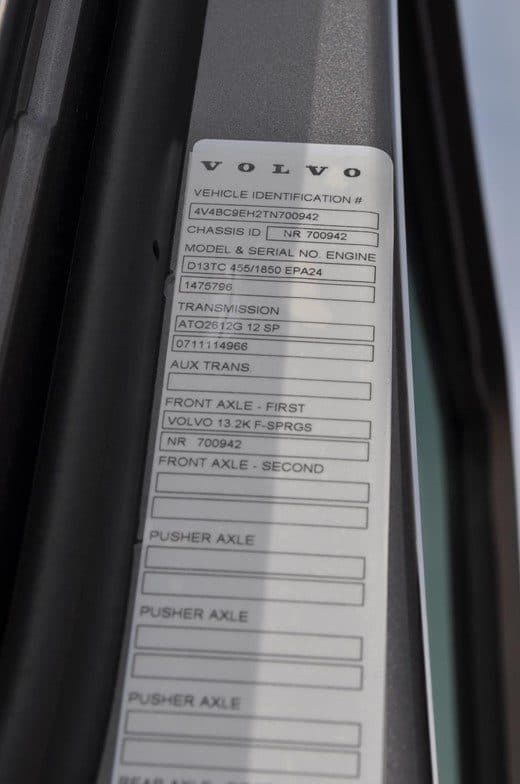 VOLVO
VEHICLE IDENTIFICATION #
4V4BC9EH2TN700942
CHASSIS ID NR 700942
MODEL & SERIAL NO. ENGINE
D13TC 455/1850 EPA24
1475796
TRANSMISSION
ATO2612G 12 SP
0711114966
AUX TRANS
FRONT AXLE - FIRST
VOLVO 13.2K F-SPRGS
NR 700942
FRONT AXLE - SECOND
PUSHER AXLE
PUSHER AXLE
PUSHER AXLE
REAR AXLE -